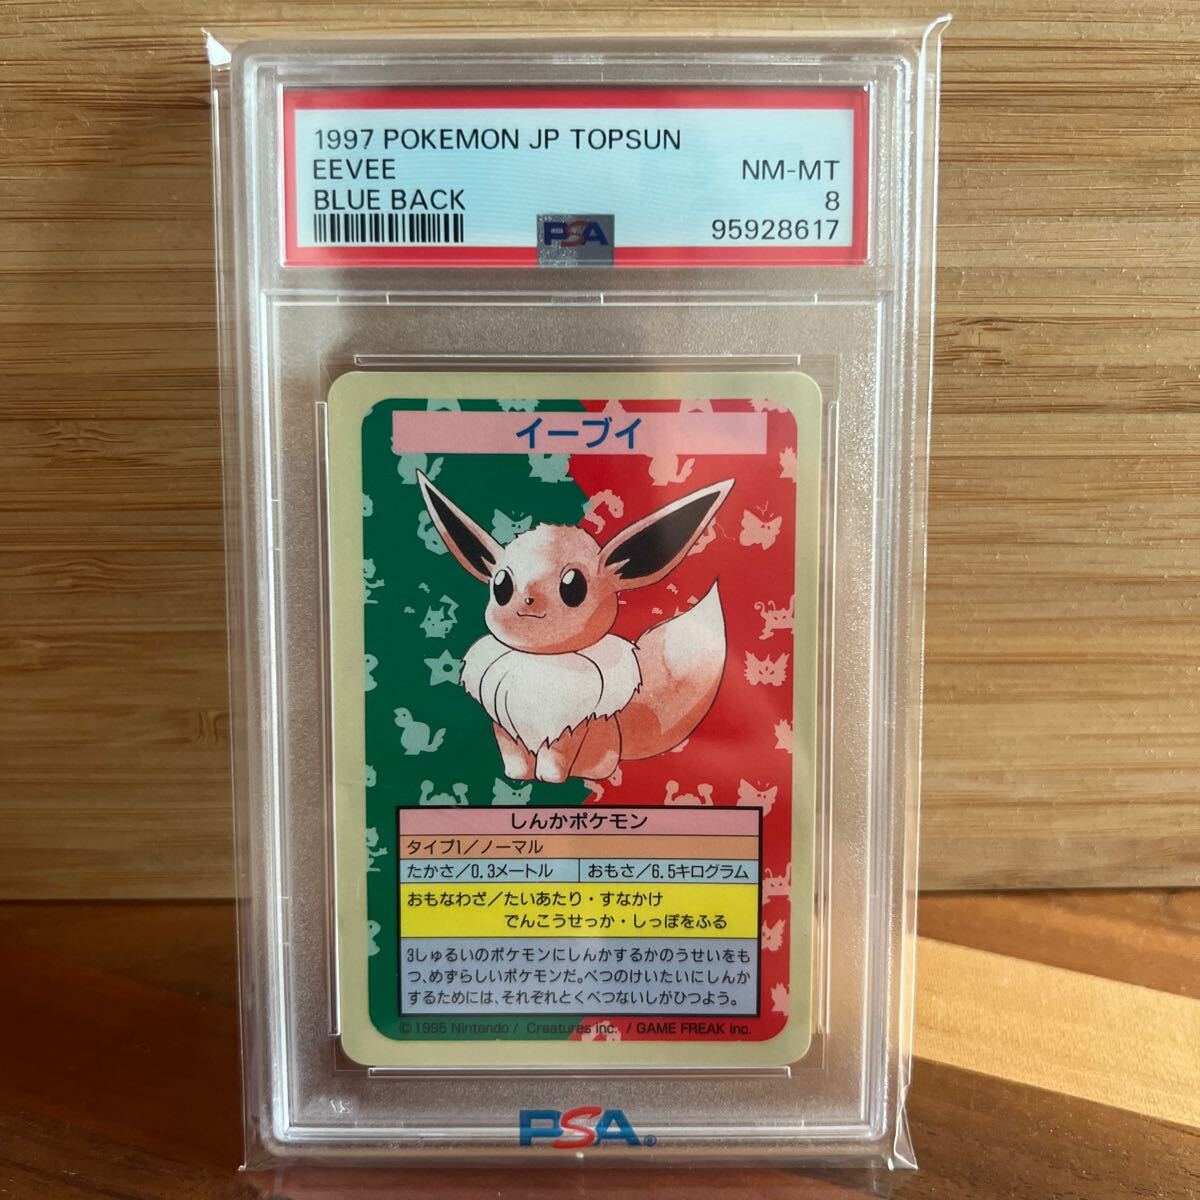 1997 POKEMON JP TOPSUN
EEVEE
NM-MT
BLUE BACK
8
PSA
95928617
イーブイ
しんかポケモン
タイプ1／ノーマル
たかさ／0.3メートル
おもさ／6.5キログラム
おもなわざ／たいあたり・すなかけ
でんこうせっか・しっぽをふる
3しゅるいのポケモンにしんかするかのうせいをも
つ、めずらしいポケモンだ。べつのけいたいにしんか
するためには、それぞれとくべつないしがひつよう。
©1995 Nintendo / Creatures inc. / GAME FREAK inc.
PSA®